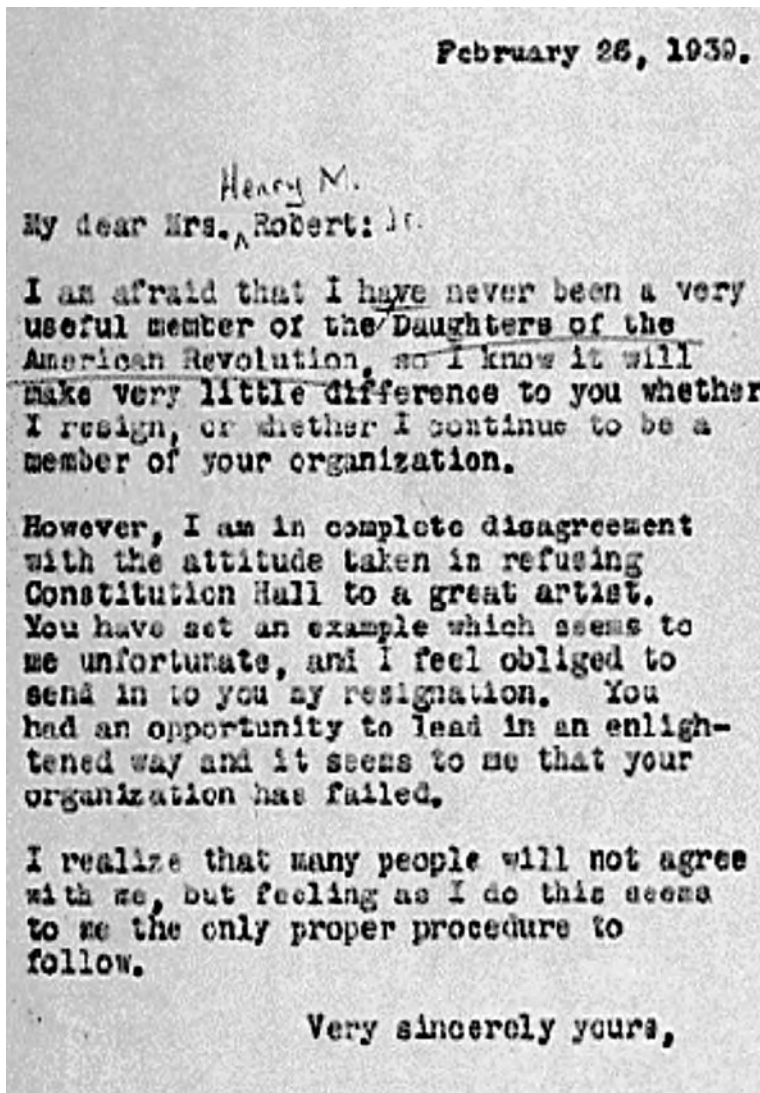 February 26, 1939.
Henry M.
My dear Mrs. ^ Robert: Jr.
I am afraid that I have never been a very
useful member of the Daughters of the
American Revolution, so I know it will
make very little difference to you whether
I resign, or whether I continue to be a
member of your organization.
However, I am in complete disagreement
with the attitude taken in refusing
Constitution Hall to a great artist.
You have set an example which seems to
me unfortunate, and I feel obliged to
send in to you my resignation. You
had an opportunity to lead in an enligh-
tened way and it seems to me that your
organization has failed.
I realize that many people will not agree
with me, but feeling as I do this seems
to me the only proper procedure to
follow.
Very sincerely yours,